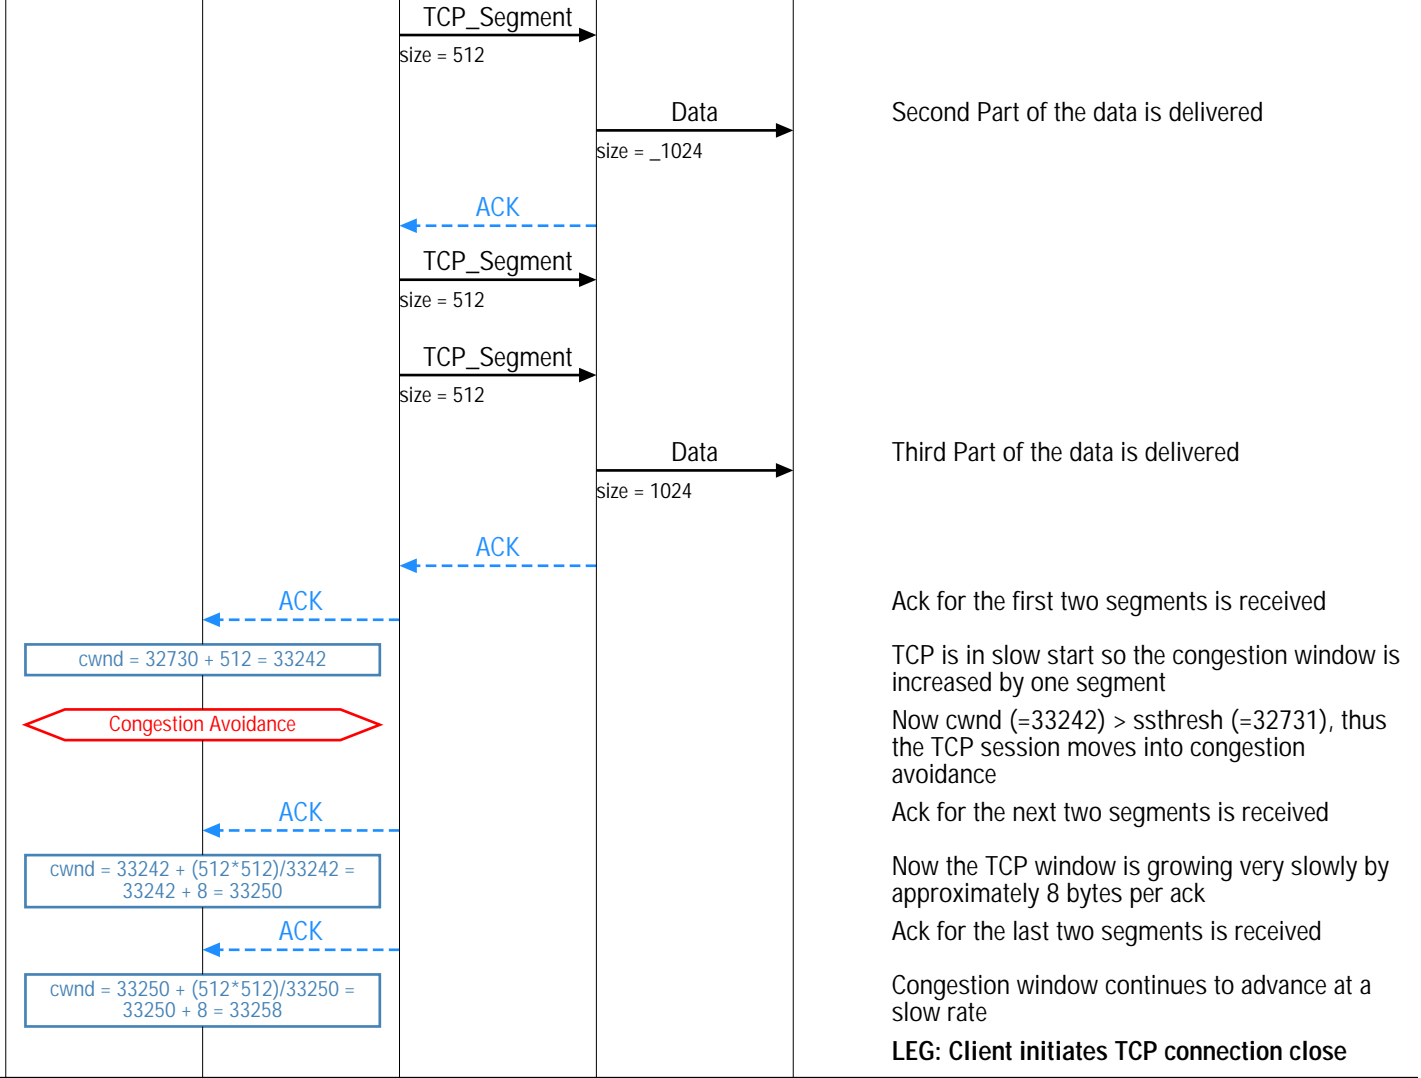 TCP_Segment
size = 512
Data
Second Part of the data is delivered
size = _1024
ACK
TCP_Segment
size = 512
TCP_Segment
size = 512
Data
Third Part of the data is delivered
size = 1024
ACK
ACK
Ack for the first two segments is received
cwnd = 32730 + 512 = 33242
TCP is in slow start so the congestion window is
increased by one segment
Congestion Avoidance
Now cwnd (=33242) > ssthresh (=32731), thus
the TCP session moves into congestion
avoidance
ACK
Ack for the next two segments is received
cwnd = 33242 + (512*512)/33242 =
33242 + 8 = 33250
Now the TCP window is growing very slowly by
approximately 8 bytes per ack
ACK
Ack for the last two segments is received
cwnd = 33250 + (512*512)/33250 =
33250 + 8 = 33258
Congestion window continues to advance at a
slow rate
LEG: Client initiates TCP connection close